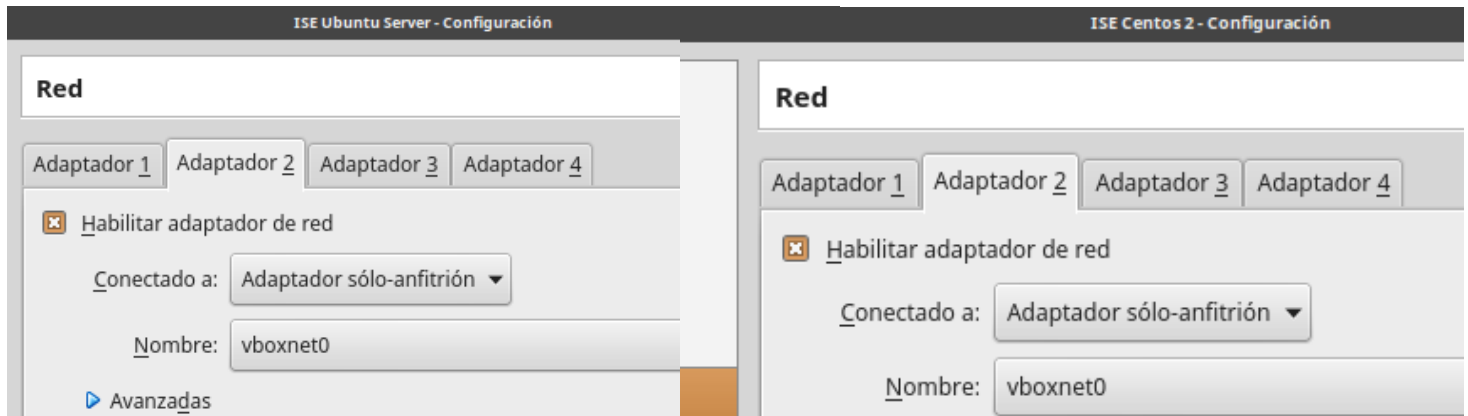 ISE Ubuntu Server - Configuración
Red
Adaptador 1 Adaptador 2 Adaptador 3 Adaptador 4
Habilitar adaptador de red
Conectado a: Adaptador sólo-anfitrión
Nombre: vboxnet0
Avanzadas
ISE Centos 2 - Configuración
Red
Adaptador 1 Adaptador 2 Adaptador 3 Adaptador 4
Habilitar adaptador de red
Conectado a: Adaptador sólo-anfitrión
Nombre: vboxnet0